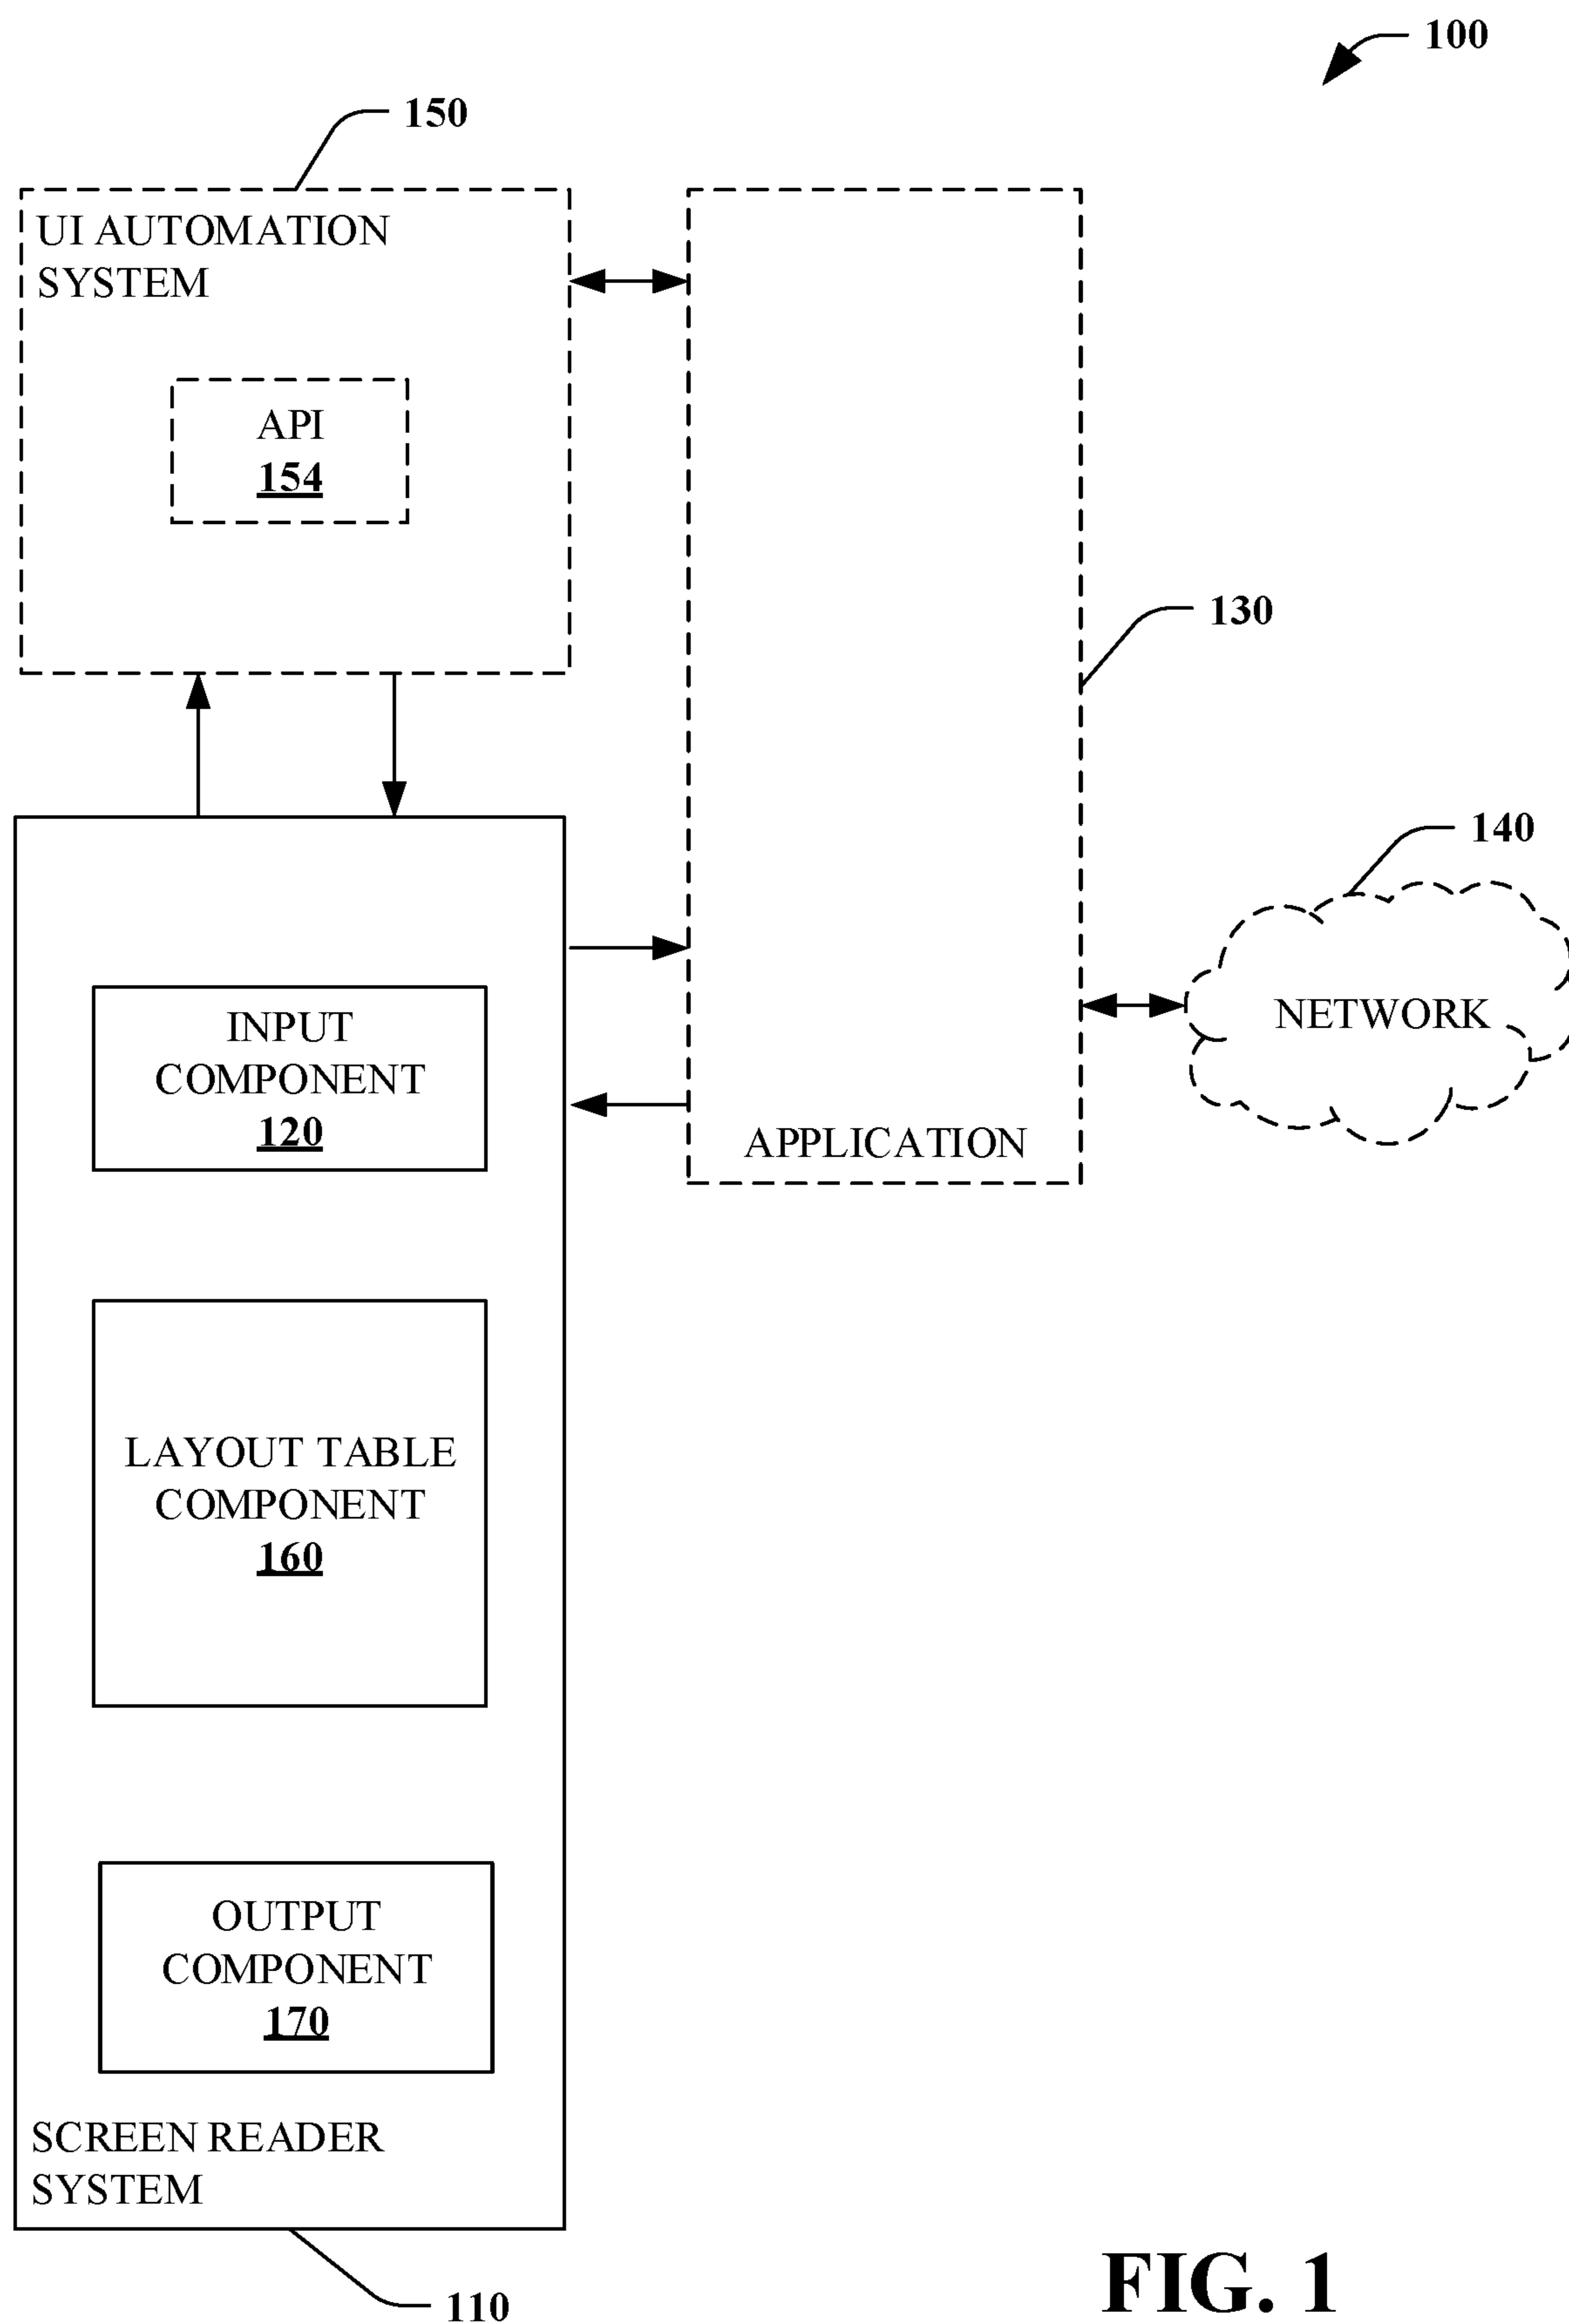 100
150
UI AUTOMATION
SYSTEM
API
154
130
140
NETWORK
INPUT
COMPONENT
120
APPLICATION
LAYOUT TABLE
COMPONENT
160
OUTPUT
COMPONENT
170
SCREEN READER
SYSTEM
110
FIG. 1